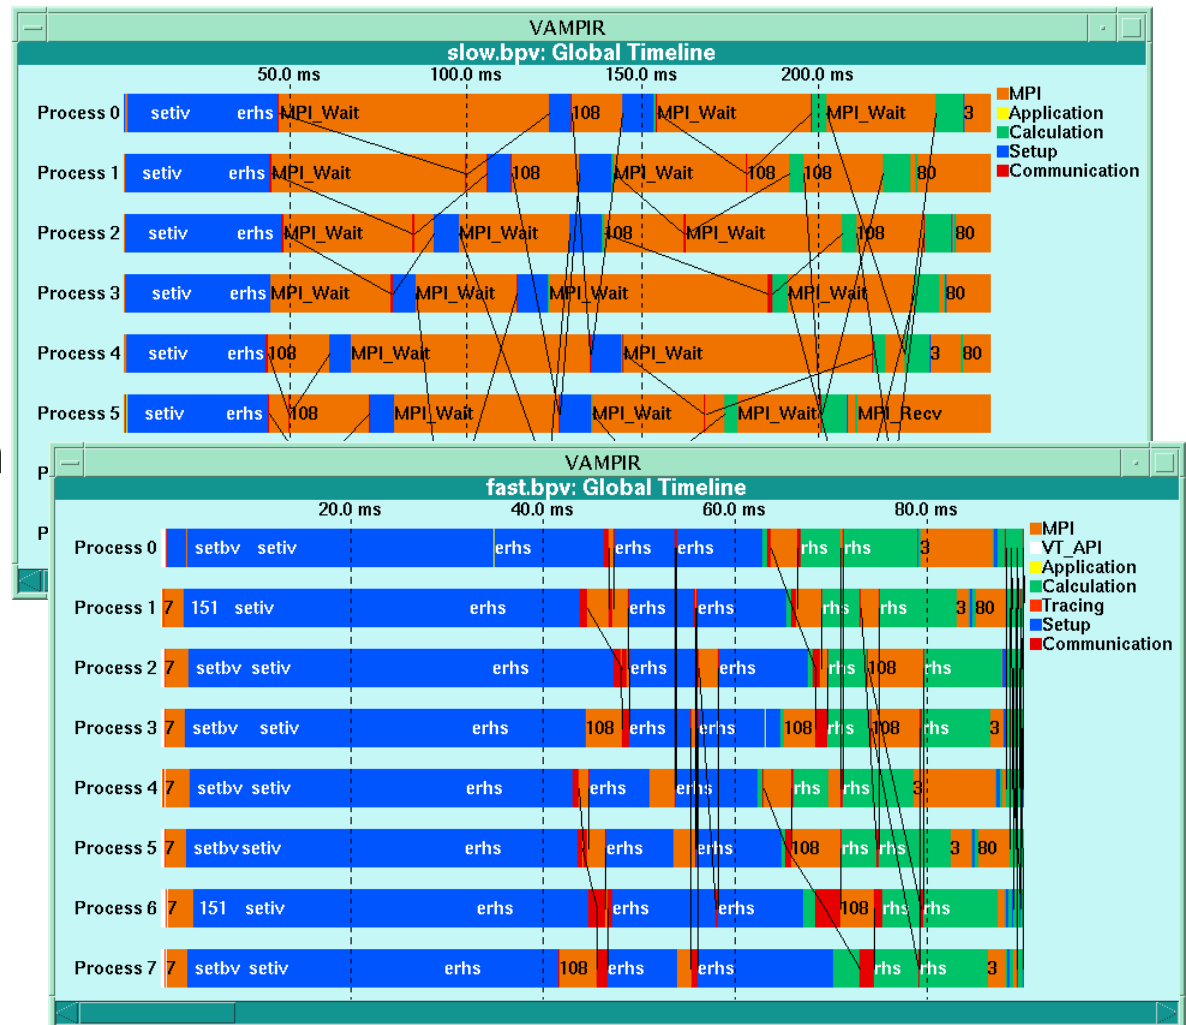 VAMPIR
slow.bpv: Global Timeline
50.0 ms 100.0 ms 150.0 ms 200.0 ms
MPI
Application
Calculation
Setup
Communication
Process 0 setiv erhs MPI_Wait 108 MPI_Wait MPI_Wait 3
Process 1 setiv erhs MPI_Wait 108 MPI_Wait 108 108 80
Process 2 setiv erhs MPI_Wait MPI_Wait 108 MPI_Wait 108 80
Process 3 setiv erhs MPI_Wait MPI_Wait MPI_Wait MPI_Wait 80
Process 4 setiv erhs 108 MPI_Wait MPI_Wait 3 80
Process 5 setiv erhs 108 MPI_Wait MPI_Wait MPI_Wait MPI_Recv
P
P
VAMPIR
fast.bpv: Global Timeline
20.0 ms 40.0 ms 60.0 ms 80.0 ms
MPI
VT_API
Application
Calculation
Tracing
Setup
Communication
Process 0 setbv setiv erhs erhs erhs rhs rhs 3
Process 1 7 151 setiv erhs erhs erhs rhs rhs 3 80
Process 2 7 setbv setiv erhs erhs erhs rhs 108 rhs
Process 3 7 setbv setiv erhs 108 erhs erhs 108 rhs 108 rhs 3
Process 4 7 setbv setiv erhs erhs erhs rhs rhs 3
Process 5 7 setbv setiv erhs erhs erhs 108 rhs rhs 3 80
Process 6 7 151 setiv erhs erhs erhs 108 rhs rhs
Process 7 7 setbv setiv erhs 108 erhs erhs rhs rhs 3